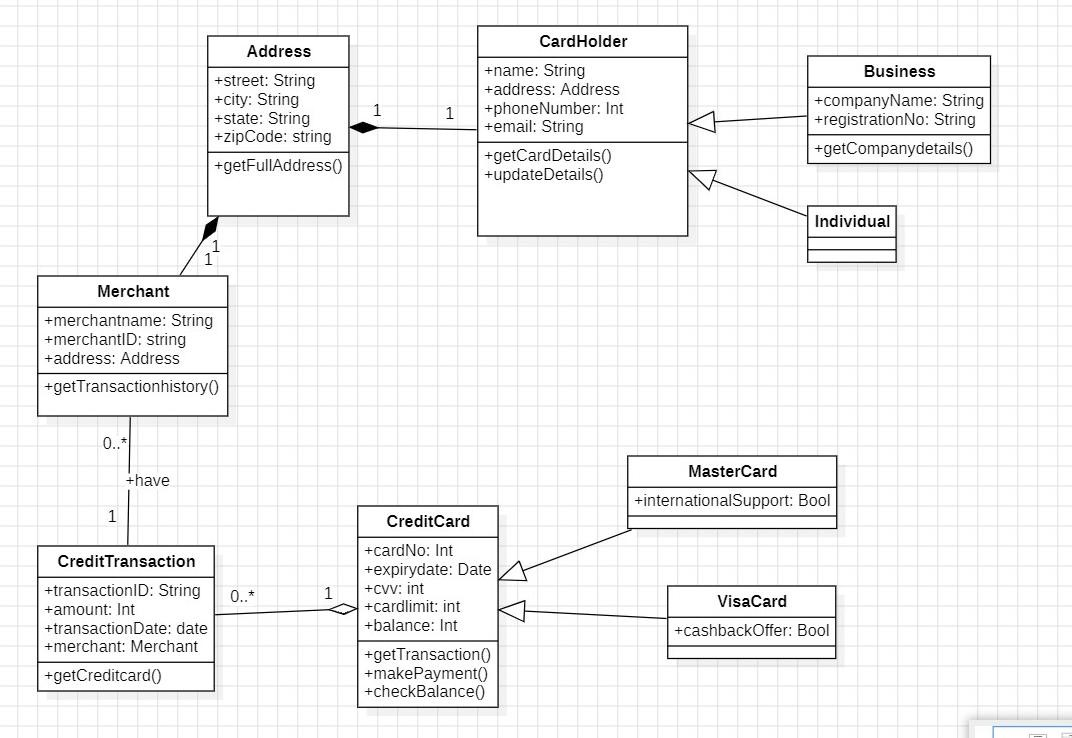 Address
+street: String
+city: String
+state: String
+zipCode: string
+getFullAddress()
1
1
CardHolder
+name: String
+address: Address
+phoneNumber: Int
+email: String
+getCardDetails()
+updateDetails()
Business
+companyName: String
+registrationNo: String
+getCompanydetails()
Individual
1
1
Merchant
+merchantname: String
+merchantID: string
+address: Address
+getTransactionhistory()
0..*
+have
1
CreditTransaction
+transactionID: String
+amount: Int
+transactionDate: date
+merchant: Merchant
+getCreditcard()
0..*
1
CreditCard
+cardNo: Int
+expirydate: Date
+cvv: int
+cardlimit: int
+balance: Int
+getTransaction()
+makePayment()
+checkBalance()
MasterCard
+internationalSupport: Bool
VisaCard
+cashbackOffer: Bool